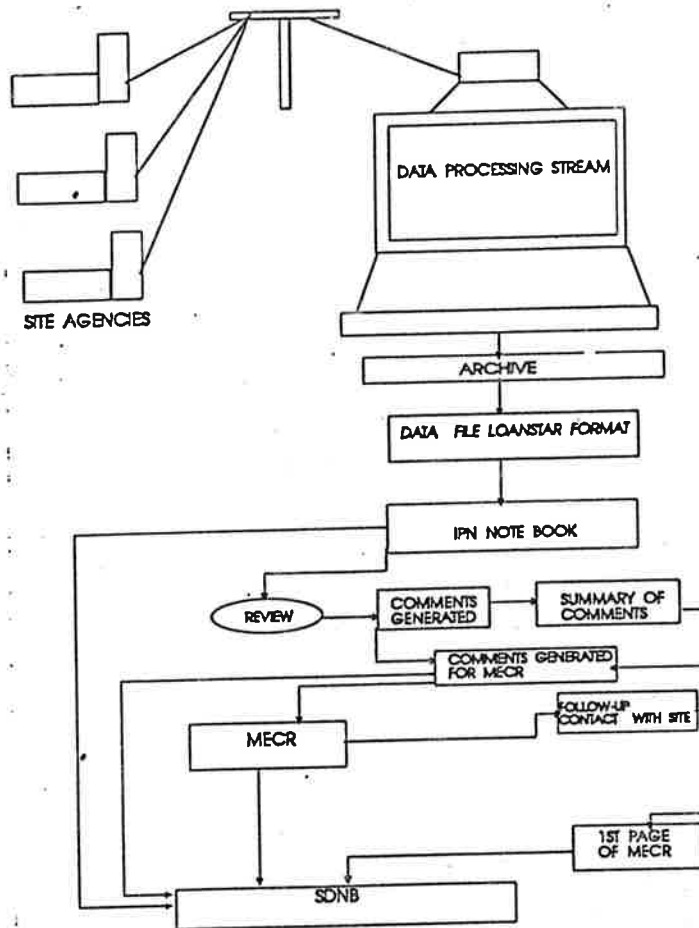 DATA PROCESSING STREAM
SITE AGENCIES
ARCHIVE
DATA FILE LOANSTAR FORMAT
IPN NOTE BOOK
REVIEW
COMMENTS
GENERATED
SUMMARY OF
COMMENTS
COMMENTS GENERATED
FOR MECR
FOLLOW-UP
CONTACT WITH SITE
MECR
1ST PAGE
OF MECR
SDNB